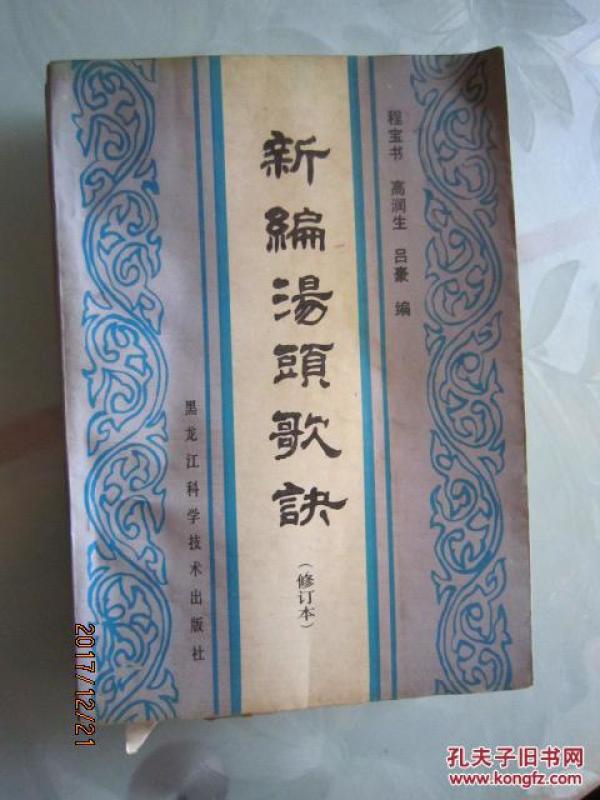 程宝书 高润生 吕豪 编
新編湯頭歌訣
（修订本）
黑龙江科学技术出版社
2017/12/21
孔夫子旧书网
www.kongfz.com